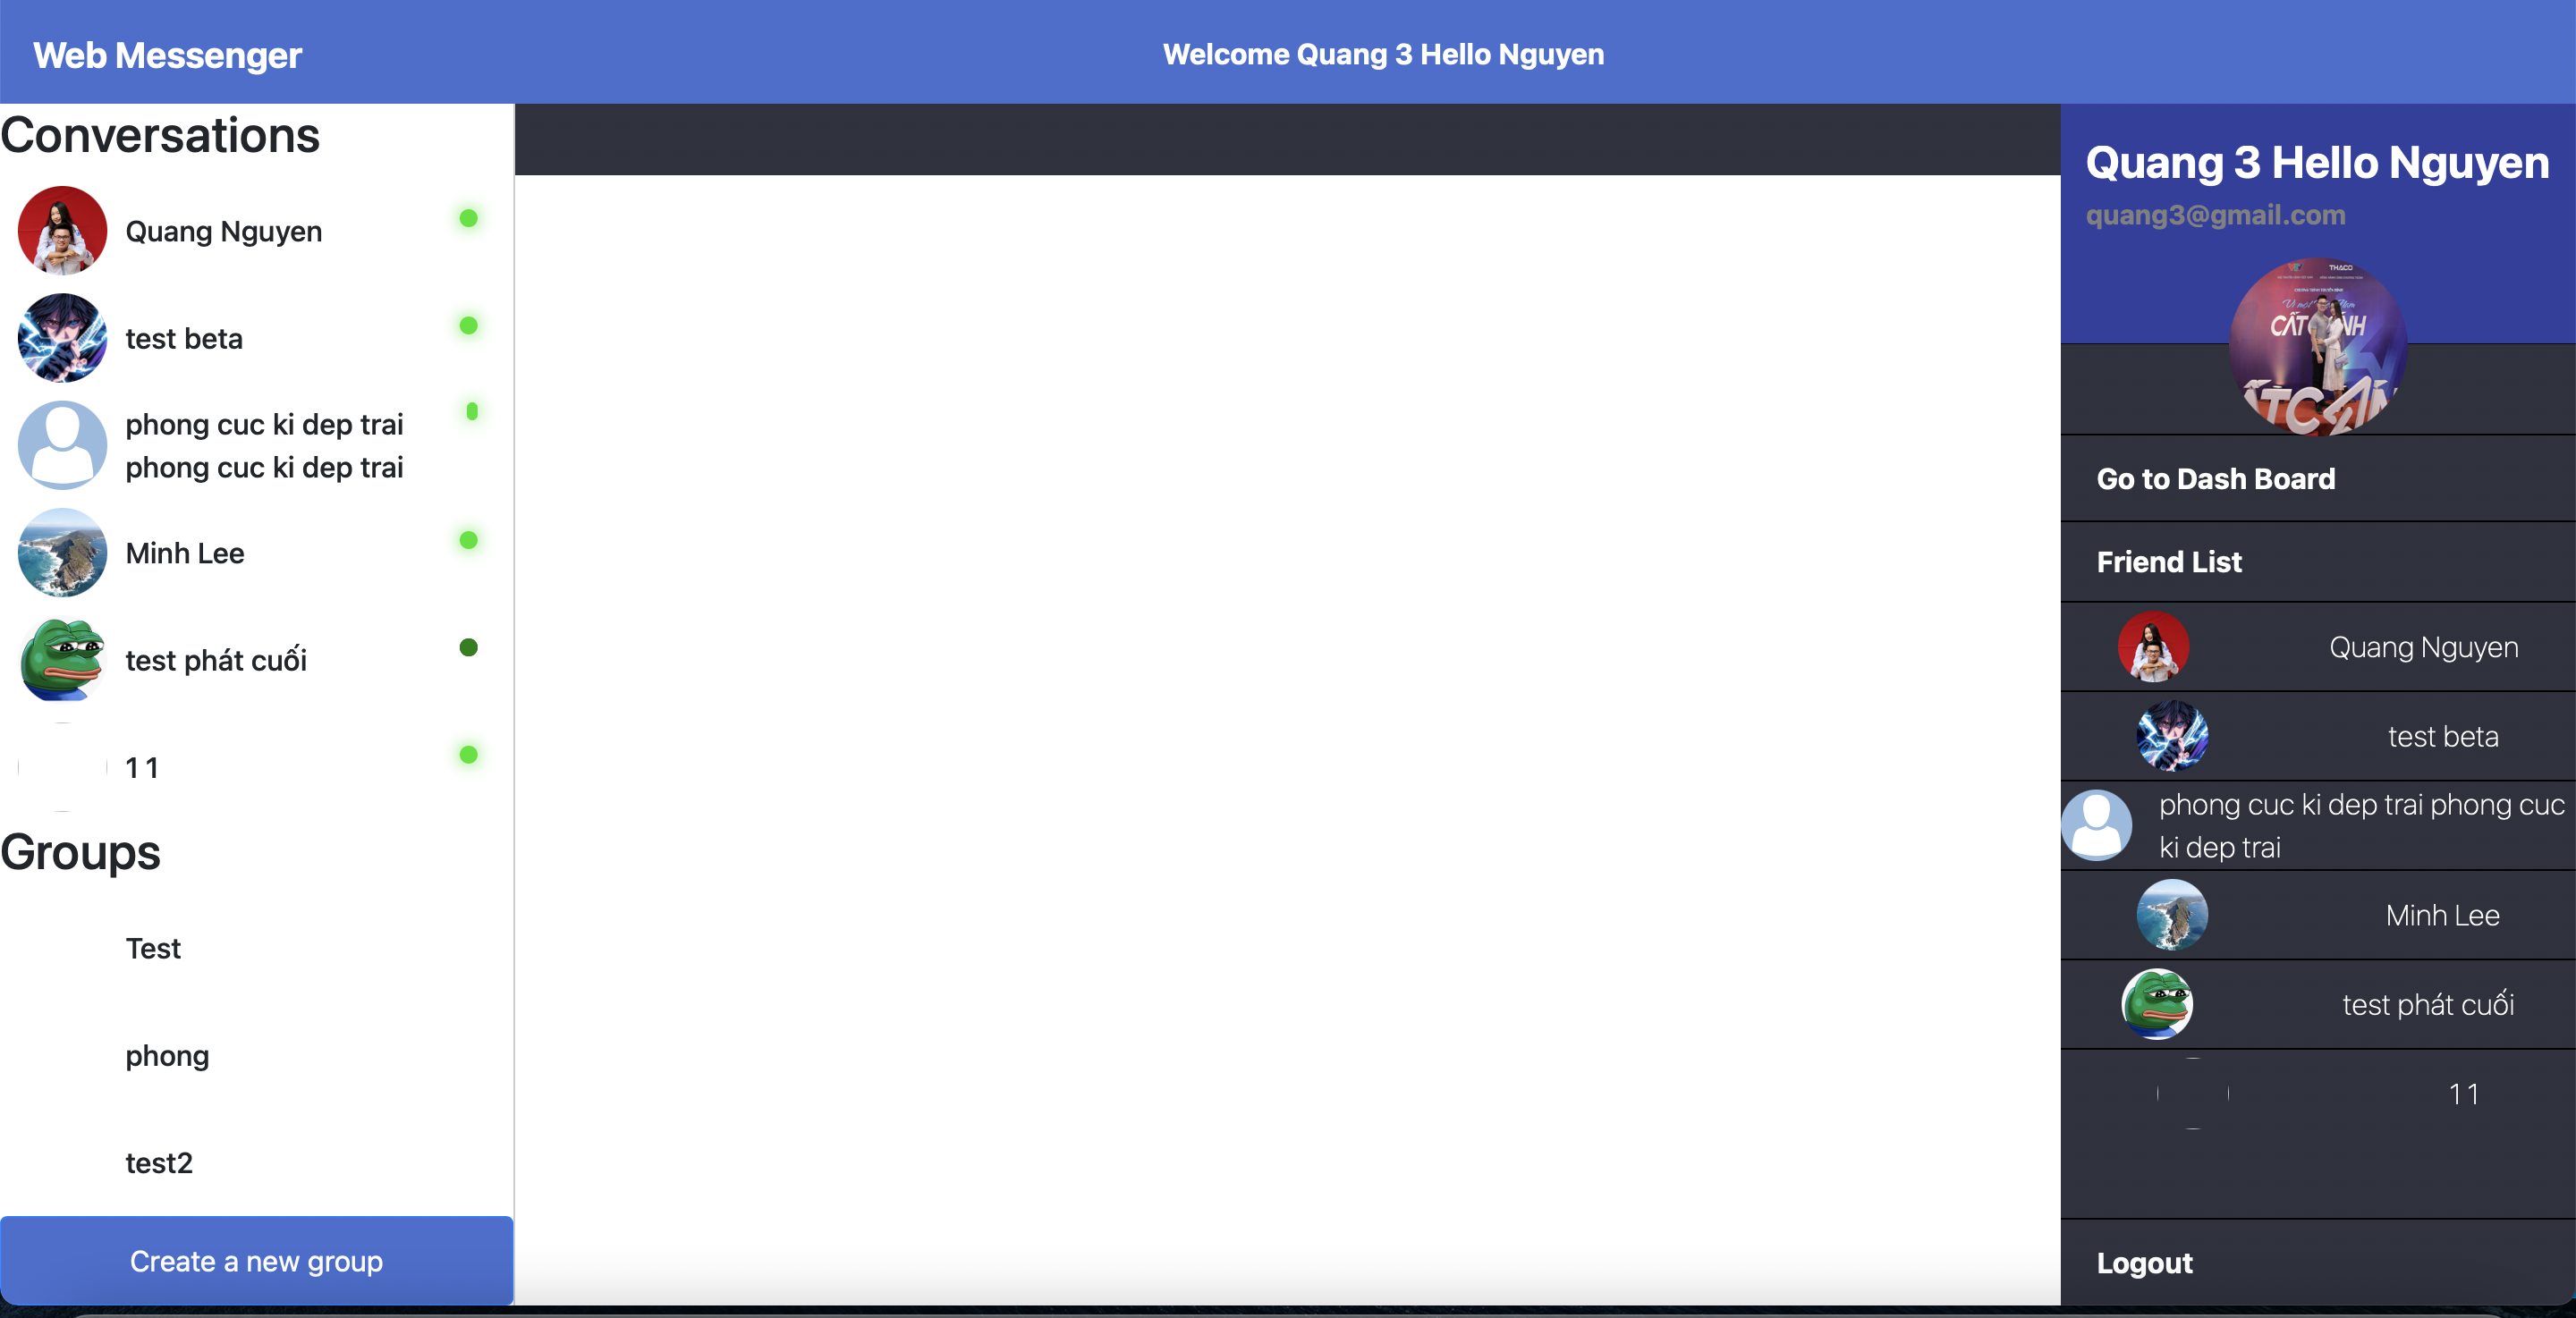 Web Messenger
Welcome Quang 3 Hello Nguyen
Conversations
Quang Nguyen
test beta
phong cuc ki dep trai
phong cuc ki dep trai
Minh Lee
test phát cuối
1 1
Groups
Test
phong
test2
Create a new group
Quang 3 Hello Nguyen
quang3@gmail.com
THACO
CẤT CÁNH
Go to Dash Board
Friend List
Quang Nguyen
test beta
phong cuc ki dep trai phong cuc
ki dep trai
Minh Lee
test phát cuối
1 1
Logout